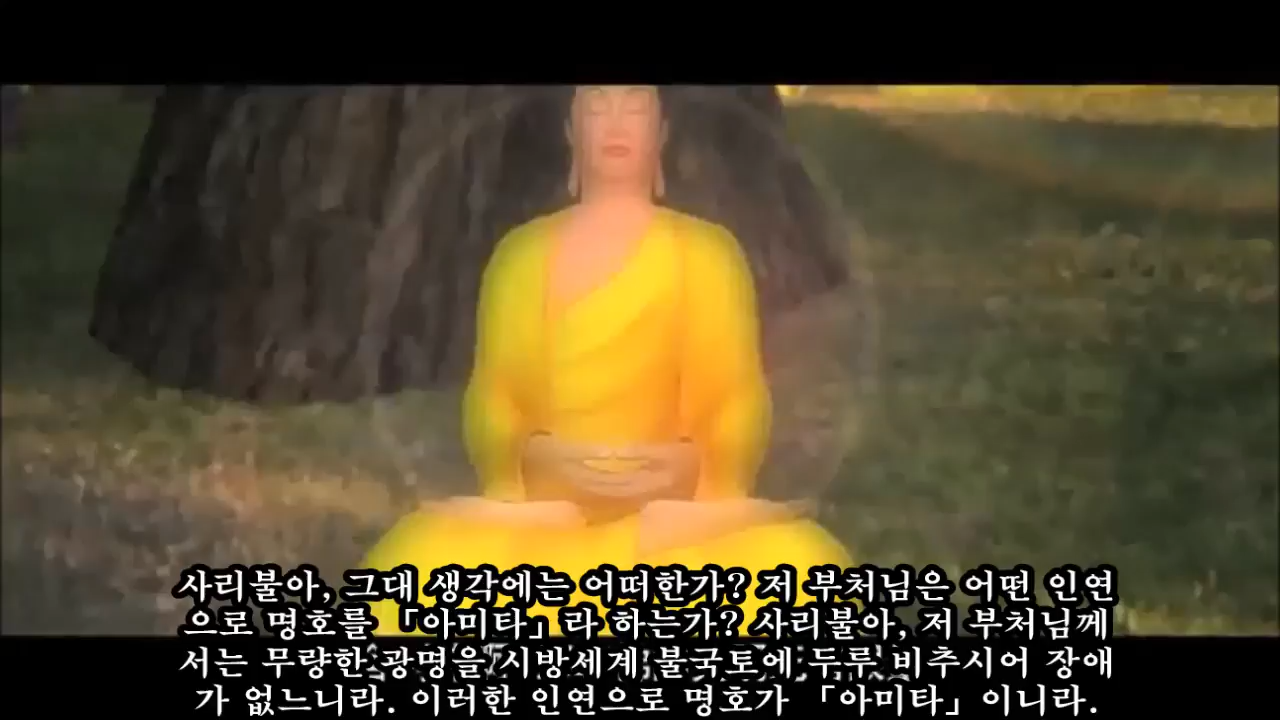 사리불아, 그대 생각에는 어떠한가? 저 부처님은 어떤 인연
으로 명호를 「아미타」라 하는가? 사리불아, 저 부처님께
서는 무량한 광명을 시방세계 불국토에 두루 비추시어 장애
가 없느니라. 이러한 인연으로 명호가 「아미타」이니라.